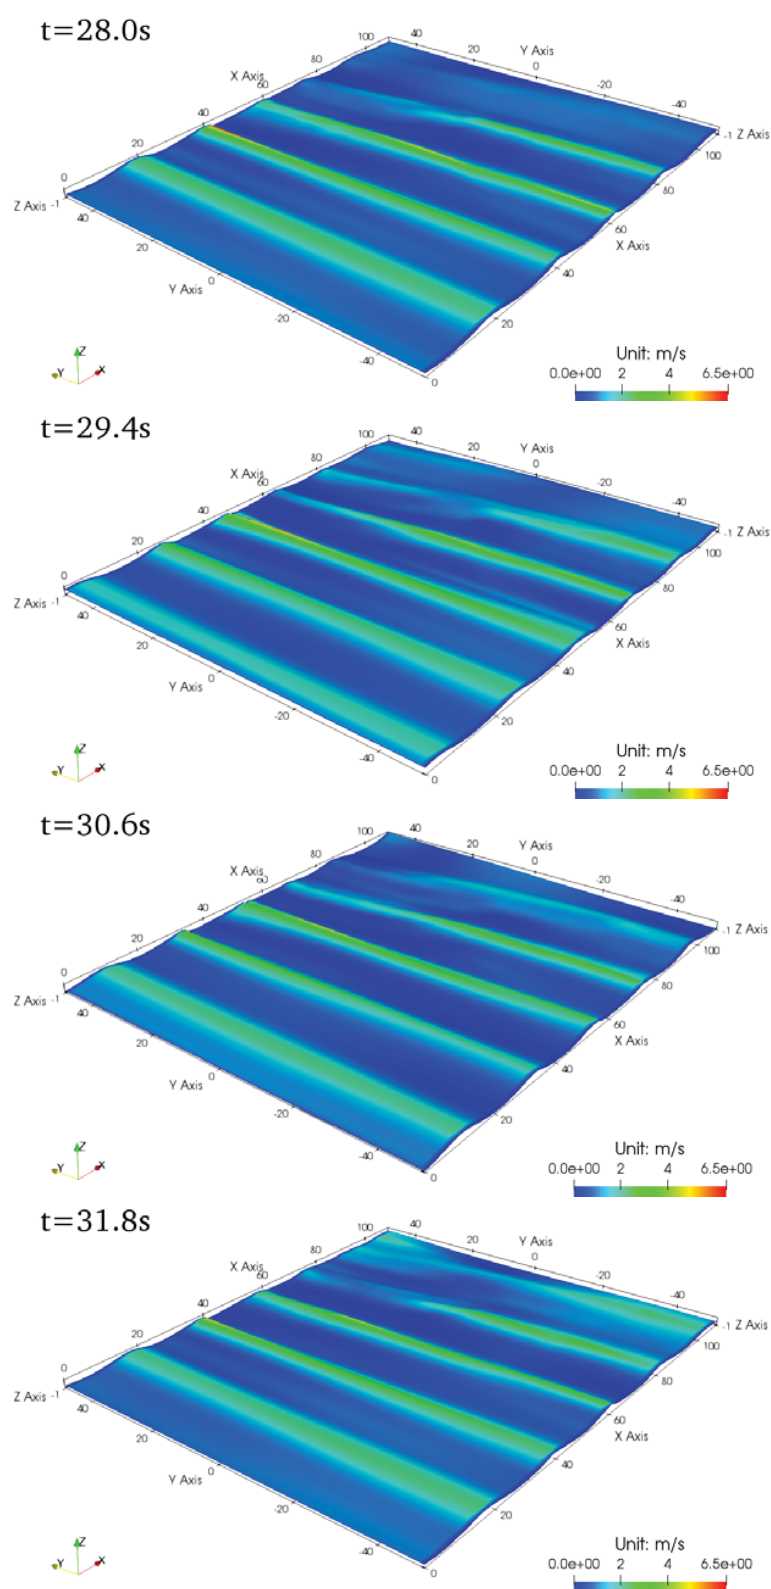 t=28.0s
100 40 Y Axis
80 20 0
X Axis 60 -20
40 -40
20 -1 Z Axis
0 100
Z Axis -1 80
40 60
20 X Axis
Y Axis 0 40
-20 20
-40 0
Z
Y X
Unit: m/s
0.0e+00 2 4 6.5e+00
t=29.4s
100 40 Y Axis
80 20 0
X Axis 60 -20
40 -40
20 -1 Z Axis
0 100
Z Axis -1 80
40 60
20 X Axis
Y Axis 0 40
-20 20
-40 0
Z
Y X
Unit: m/s
0.0e+00 2 4 6.5e+00
t=30.6s
100 40 Y Axis
80 20 0
X Axis 60 -20
40 -40
20 -1 Z Axis
0 100
Z Axis -1 80
40 60
20 X Axis
Y Axis 0 40
-20 20
-40 0
Z
Y X
Unit: m/s
0.0e+00 2 4 6.5e+00
t=31.8s
100 40 Y Axis
80 20 0
X Axis 60 -20
40 -40
20 -1 Z Axis
0 100
Z Axis -1 80
40 60
20 X Axis
Y Axis 0 40
-20 20
-40 0
Z
Y X
Unit: m/s
0.0e+00 2 4 6.5e+00